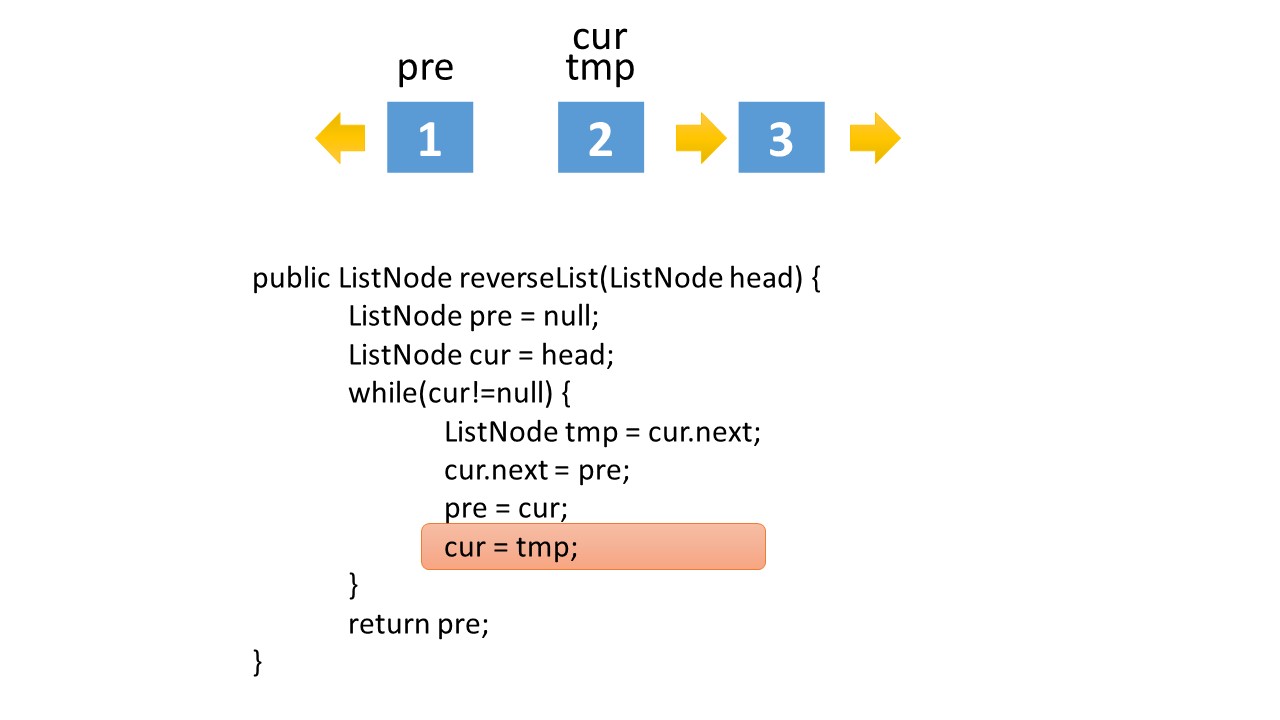 cur
pre tmp
1 2 3
public ListNode reverseList(ListNode head) {
ListNode pre = null;
ListNode cur = head;
while(cur!=null) {
ListNode tmp = cur.next;
cur.next = pre;
pre = cur;
cur = tmp;
}
return pre;
}